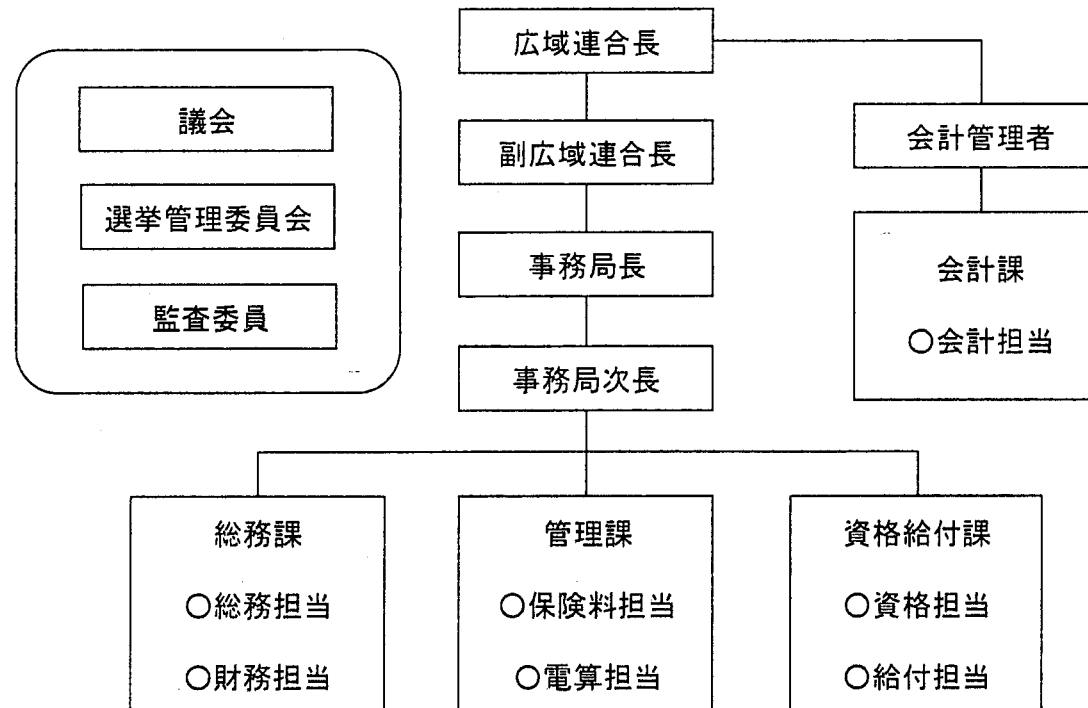 広域連合長
議会
選挙管理委員会
監査委員
副広域連合長
会計管理者
事務局長
会計課
○会計担当
事務局次長
総務課
○総務担当
○財務担当
管理課
○保険料担当
○電算担当
資格給付課
○資格担当
○給付担当